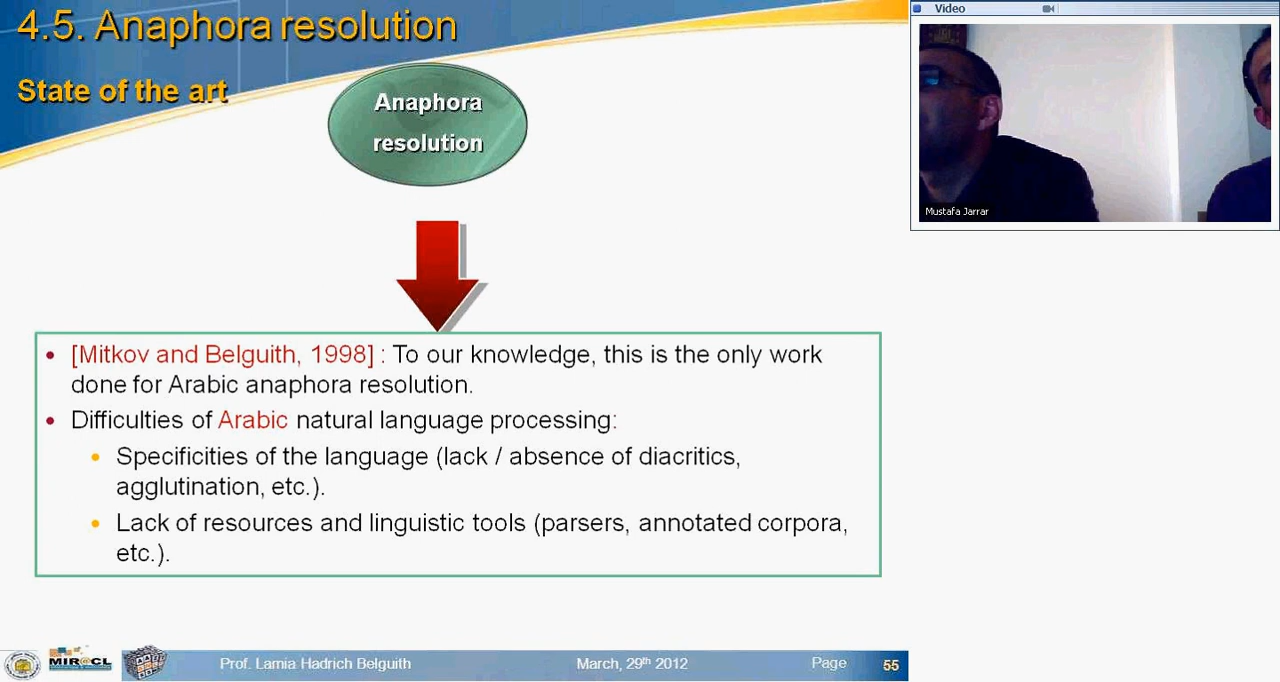 4.5. Anaphora resolution
State of the art
Anaphora
resolution
• [Mitkov and Belguith, 1998] : To our knowledge, this is the only work
done for Arabic anaphora resolution.
• Difficulties of Arabic natural language processing:
• Specificities of the language (lack / absence of diacritics,
agglutination, etc.).
• Lack of resources and linguistic tools (parsers, annotated corpora,
etc.).
MIR@CL
Prof. Lamia Hadrich Belguith March, 29th 2012 Page 55
Video
Mustafa Jarrar